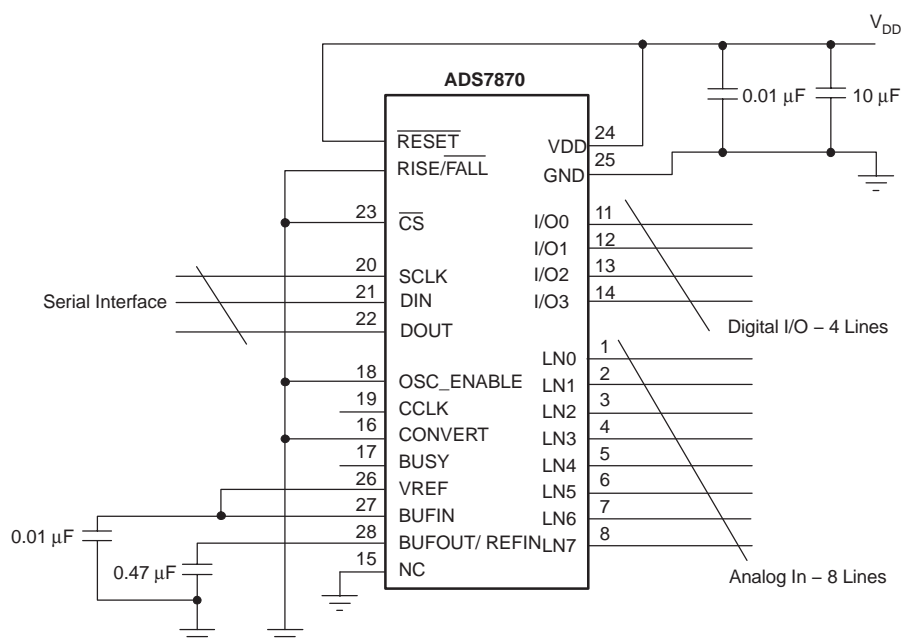 V_DD
ADS7870
0.01 μF
10 μF
RESET
RISE/FALL
VDD
24
GND
25
23
CS
I/O0
11
I/O1
12
20
SCLK
I/O2
13
21
DIN
I/O3
14
Serial Interface
22
DOUT
Digital I/O – 4 Lines
LN0
1
18
OSC_ENABLE
LN1
2
19
CCLK
LN2
3
16
CONVERT
LN3
4
17
BUSY
LN4
5
26
VREF
LN5
6
27
BUFIN
LN6
7
0.01 μF
28
BUFOUT/ REFIN
LN7
8
0.47 μF
15
NC
Analog In – 8 Lines